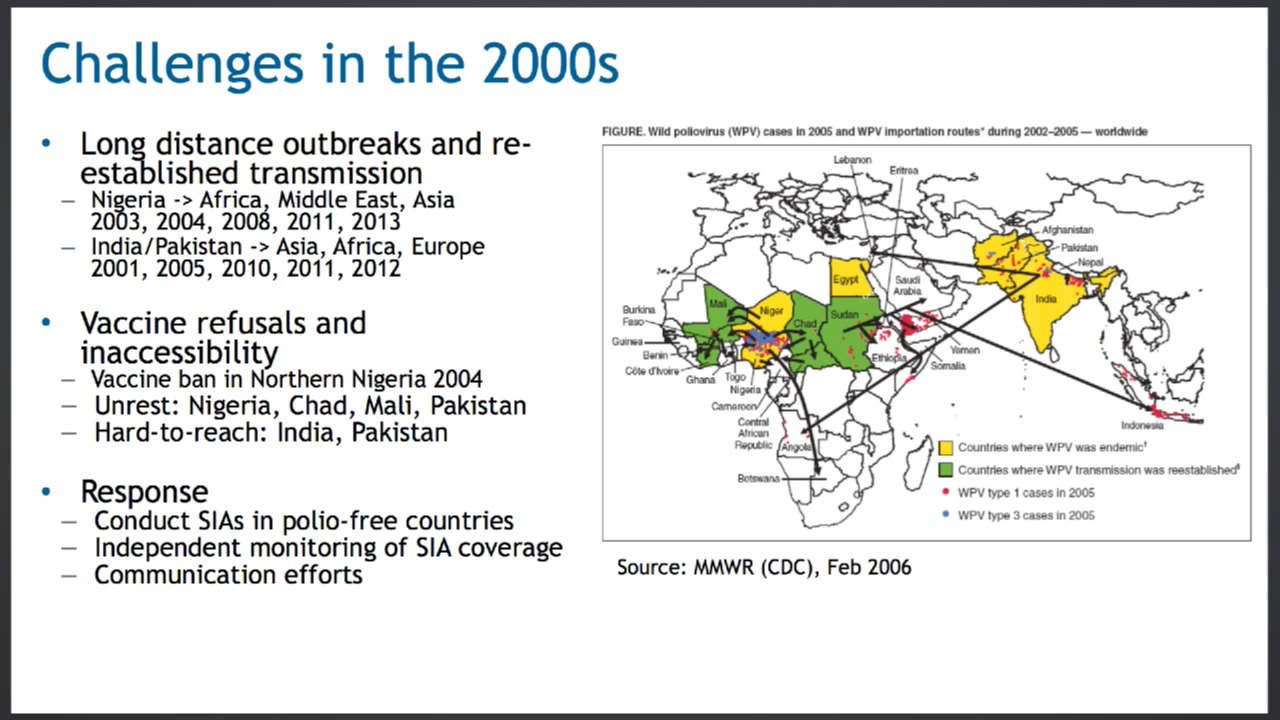 Challenges in the 2000s
• Long distance outbreaks and re-
established transmission
– Nigeria -> Africa, Middle East, Asia
2003, 2004, 2008, 2011, 2013
– India/Pakistan -> Asia, Africa, Europe
2001, 2005, 2010, 2011, 2012
• Vaccine refusals and
inaccessibility
– Vaccine ban in Northern Nigeria 2004
– Unrest: Nigeria, Chad, Mali, Pakistan
– Hard-to-reach: India, Pakistan
• Response
– Conduct SIAs in polio-free countries
– Independent monitoring of SIA coverage
– Communication efforts
FIGURE. Wild poliovirus (WPV) cases in 2005 and WPV importation routes* during 2002–2005 — worldwide
Lebanon
Eritrea
Afghanistan
Pakistan
Nepal
India
Egypt
Saudi
Arabia
Mali
Niger
Chad
Sudan
Burkina
Faso
Guinea
Benin
Côte d'Ivoire
Ghana
Togo
Nigeria
Cameroon
Central
African
Republic
Angola
Botswana
Ethiopia
Yemen
Somalia
Indonesia
Countries where WPV was endemic†
Countries where WPV transmission was reestablished§
WPV type 1 cases in 2005
WPV type 3 cases in 2005
Source: MMWR (CDC), Feb 2006